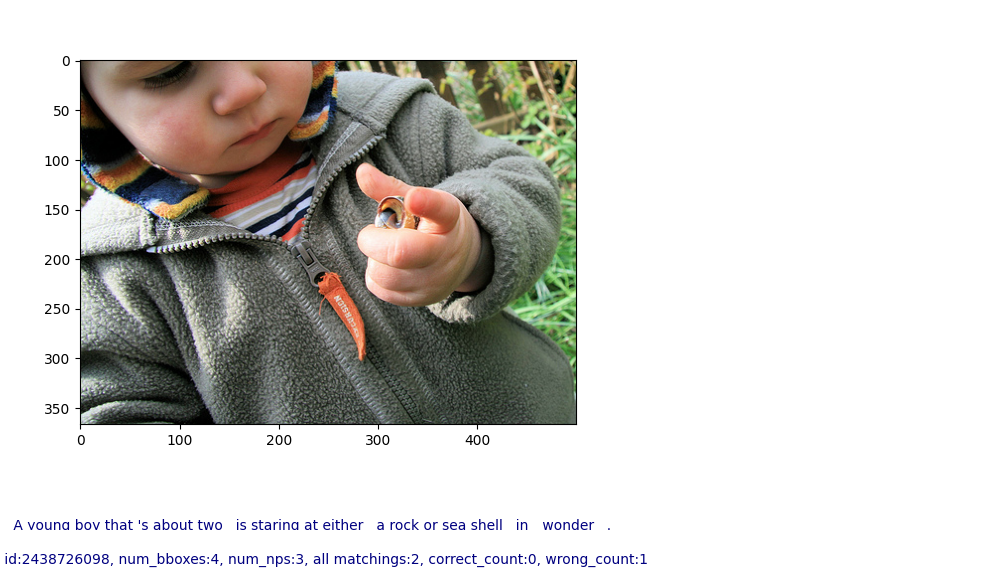 0
50
100
150
200
250
300
350
0 100 200 300 400
A young boy that 's about two is staring at either a rock or sea shell in wonder .
id:2438726098, num_bboxes:4, num_nps:3, all matchings:2, correct_count:0, wrong_count:1